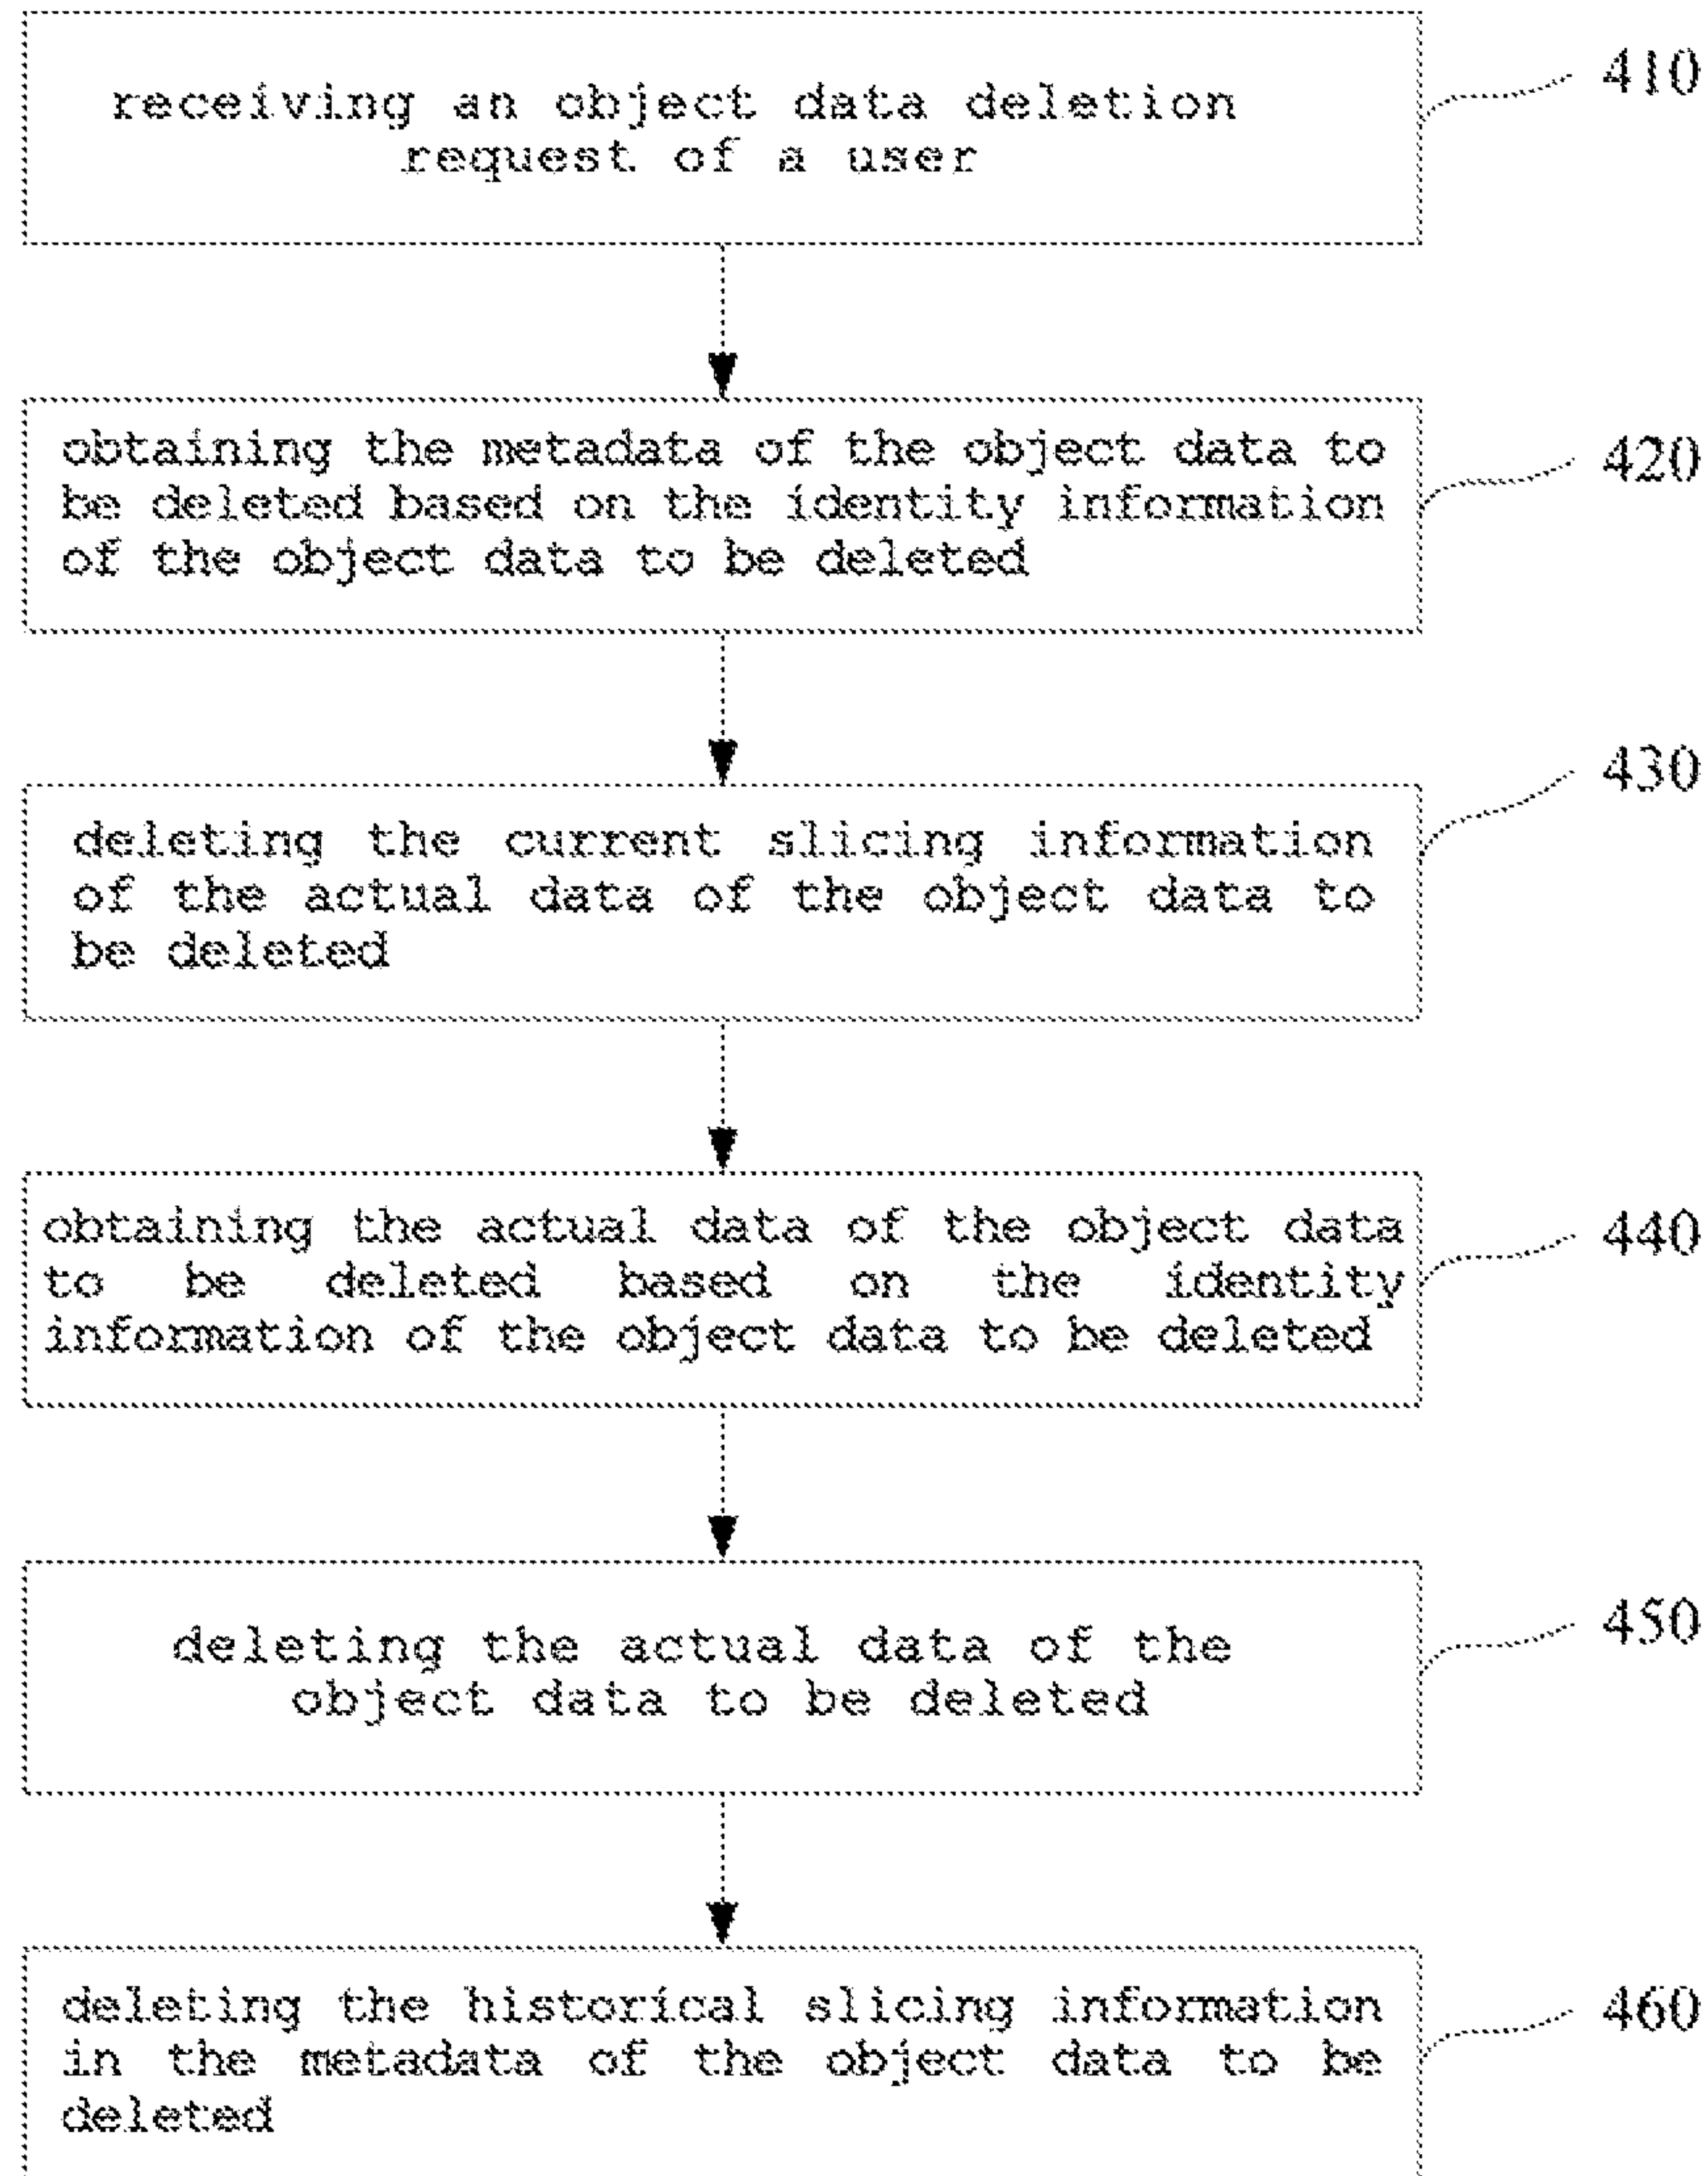 receiving an object data deletion
request of a user
410
obtaining the metadata of the object data to
be deleted based on the identity information
of the object data to be deleted
420
deleting the current slicing information
of the actual data of the object data to
be deleted
430
obtaining the actual data of the object data
to be deleted based on the identity
information of the object data to be deleted
440
deleting the actual data of the
object data to be deleted
450
deleting the historical slicing information
in the metadata of the object data to be
deleted
460